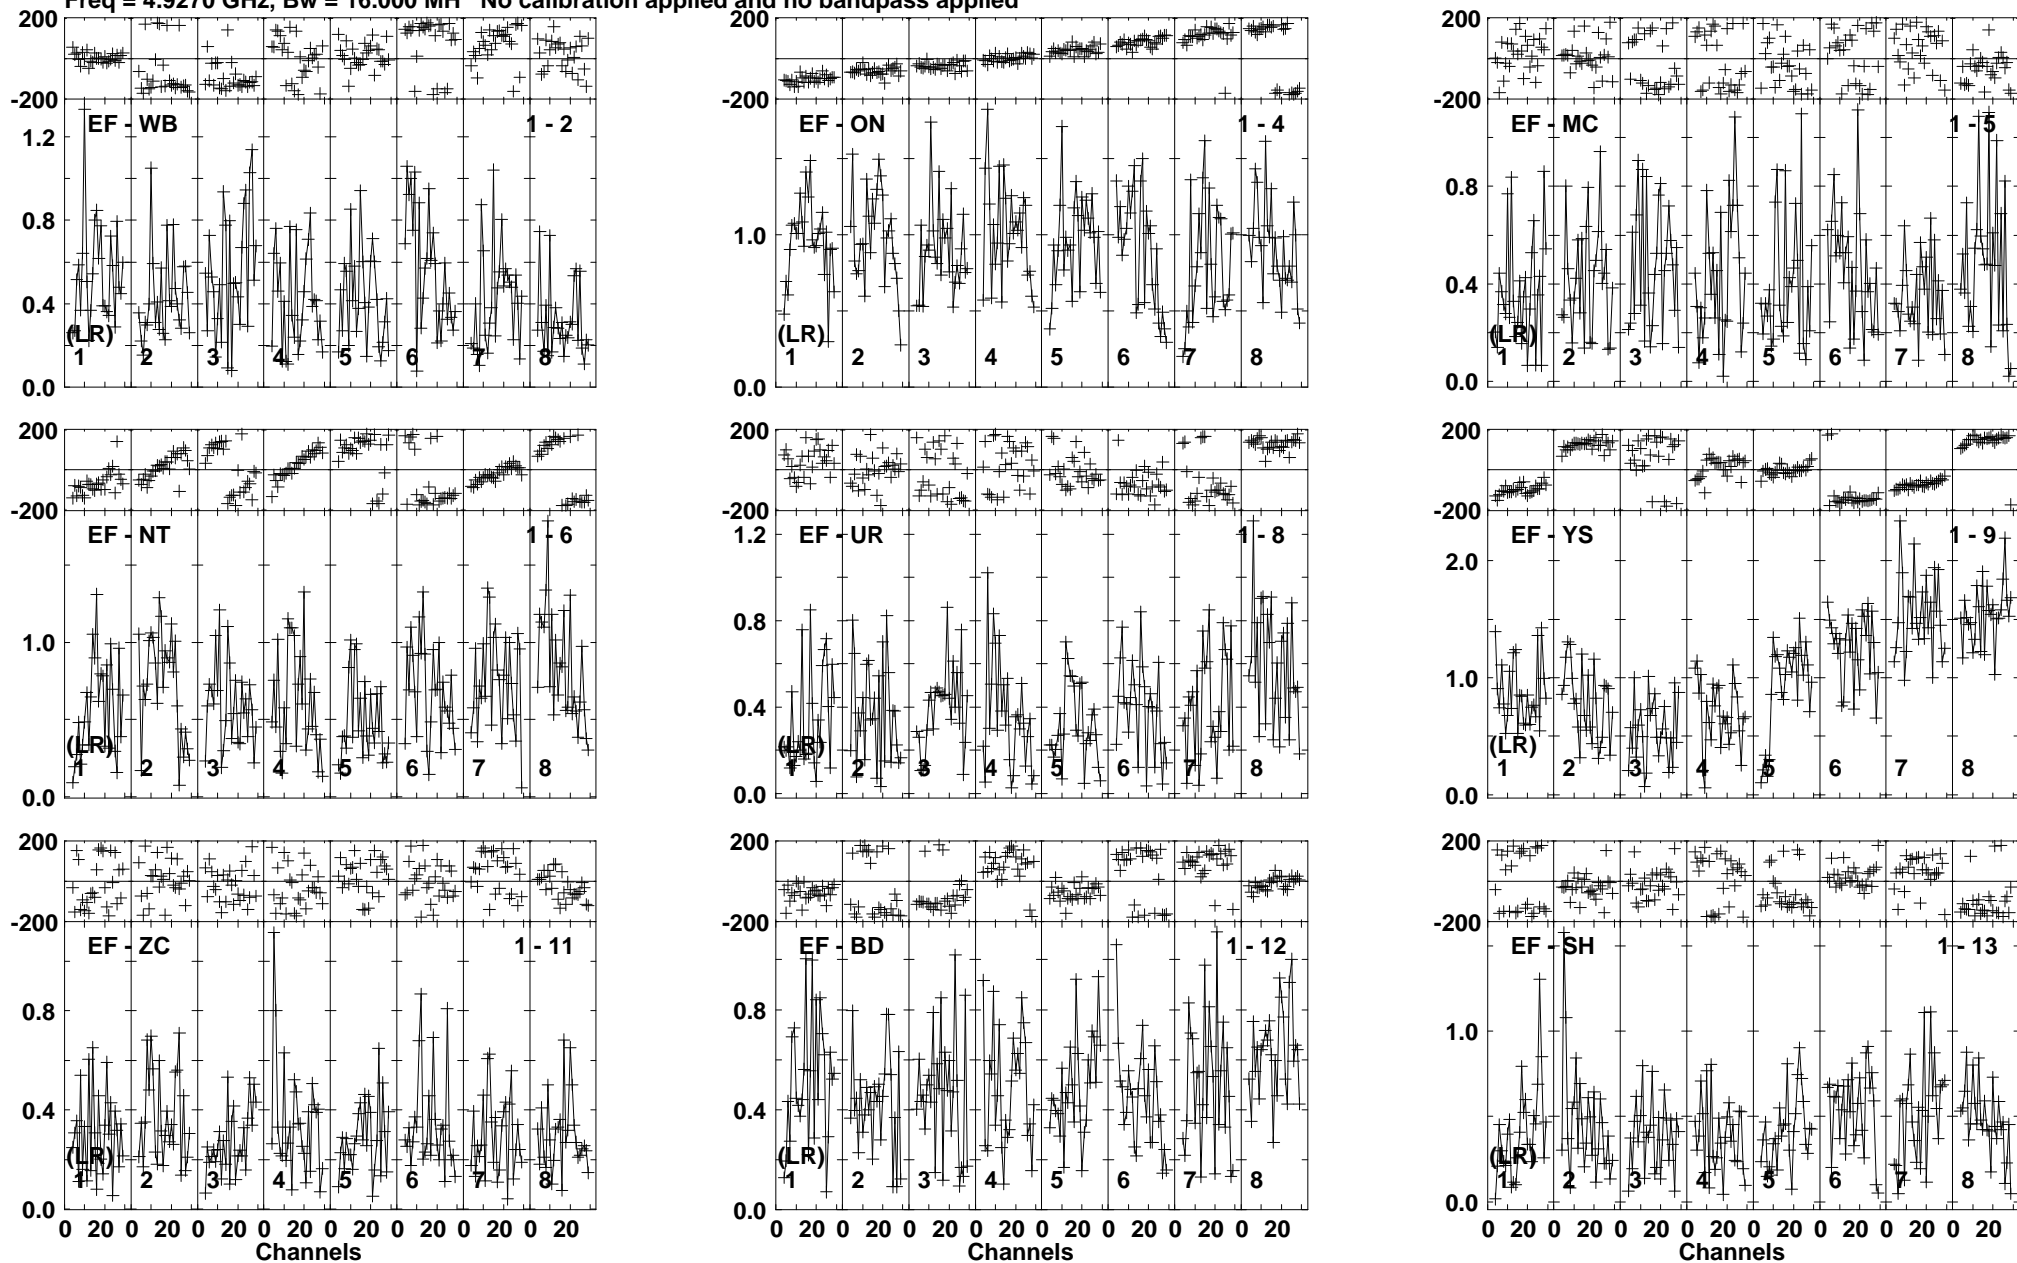 Freq = 4.9270 GHz, Bw = 16.000 MH No calibration applied and no bandpass applied
200 200 200
-200 -200 -200
EF - WB 1 - 2 EF - ON 1 - 4 EF - MC 1 - 5
1.2
0.8 1.0 0.8
0.4 0.4
(LR) (LR) (LR)
1 2 3 4 5 6 7 8 1 2 3 4 5 6 7 8 1 2 3 4 5 6 7 8
0.0 0.0 0.0
200 200 200
-200 -200 -200
EF - NT 1 - 6 EF - UR 1 - 8 EF - YS 1 - 9
1.2 2.0
1.0 0.8 1.0
0.4
(LR) (LR) (LR)
1 2 3 4 5 6 7 8 1 2 3 4 5 6 7 8 1 2 3 4 5 6 7 8
0.0 0.0 0.0
200 200 200
-200 -200 -200
EF - ZC 1 - 11 EF - BD 1 - 12 EF - SH 1 - 13
0.8 0.8 1.0
0.4 0.4
(LR) (LR) (LR)
1 2 3 4 5 6 7 8 1 2 3 4 5 6 7 8 1 2 3 4 5 6 7 8
0.0 0.0 0.0
0 20 0 20 0 20 0 20 0 20 0 20 0 20 0 20 0 20 0 20 0 20 0 20 0 20 0 20 0 20 0 20 0 20 0 20 0 20 0 20 0 20 0 20 0 20 0 20
Channels Channels Channels